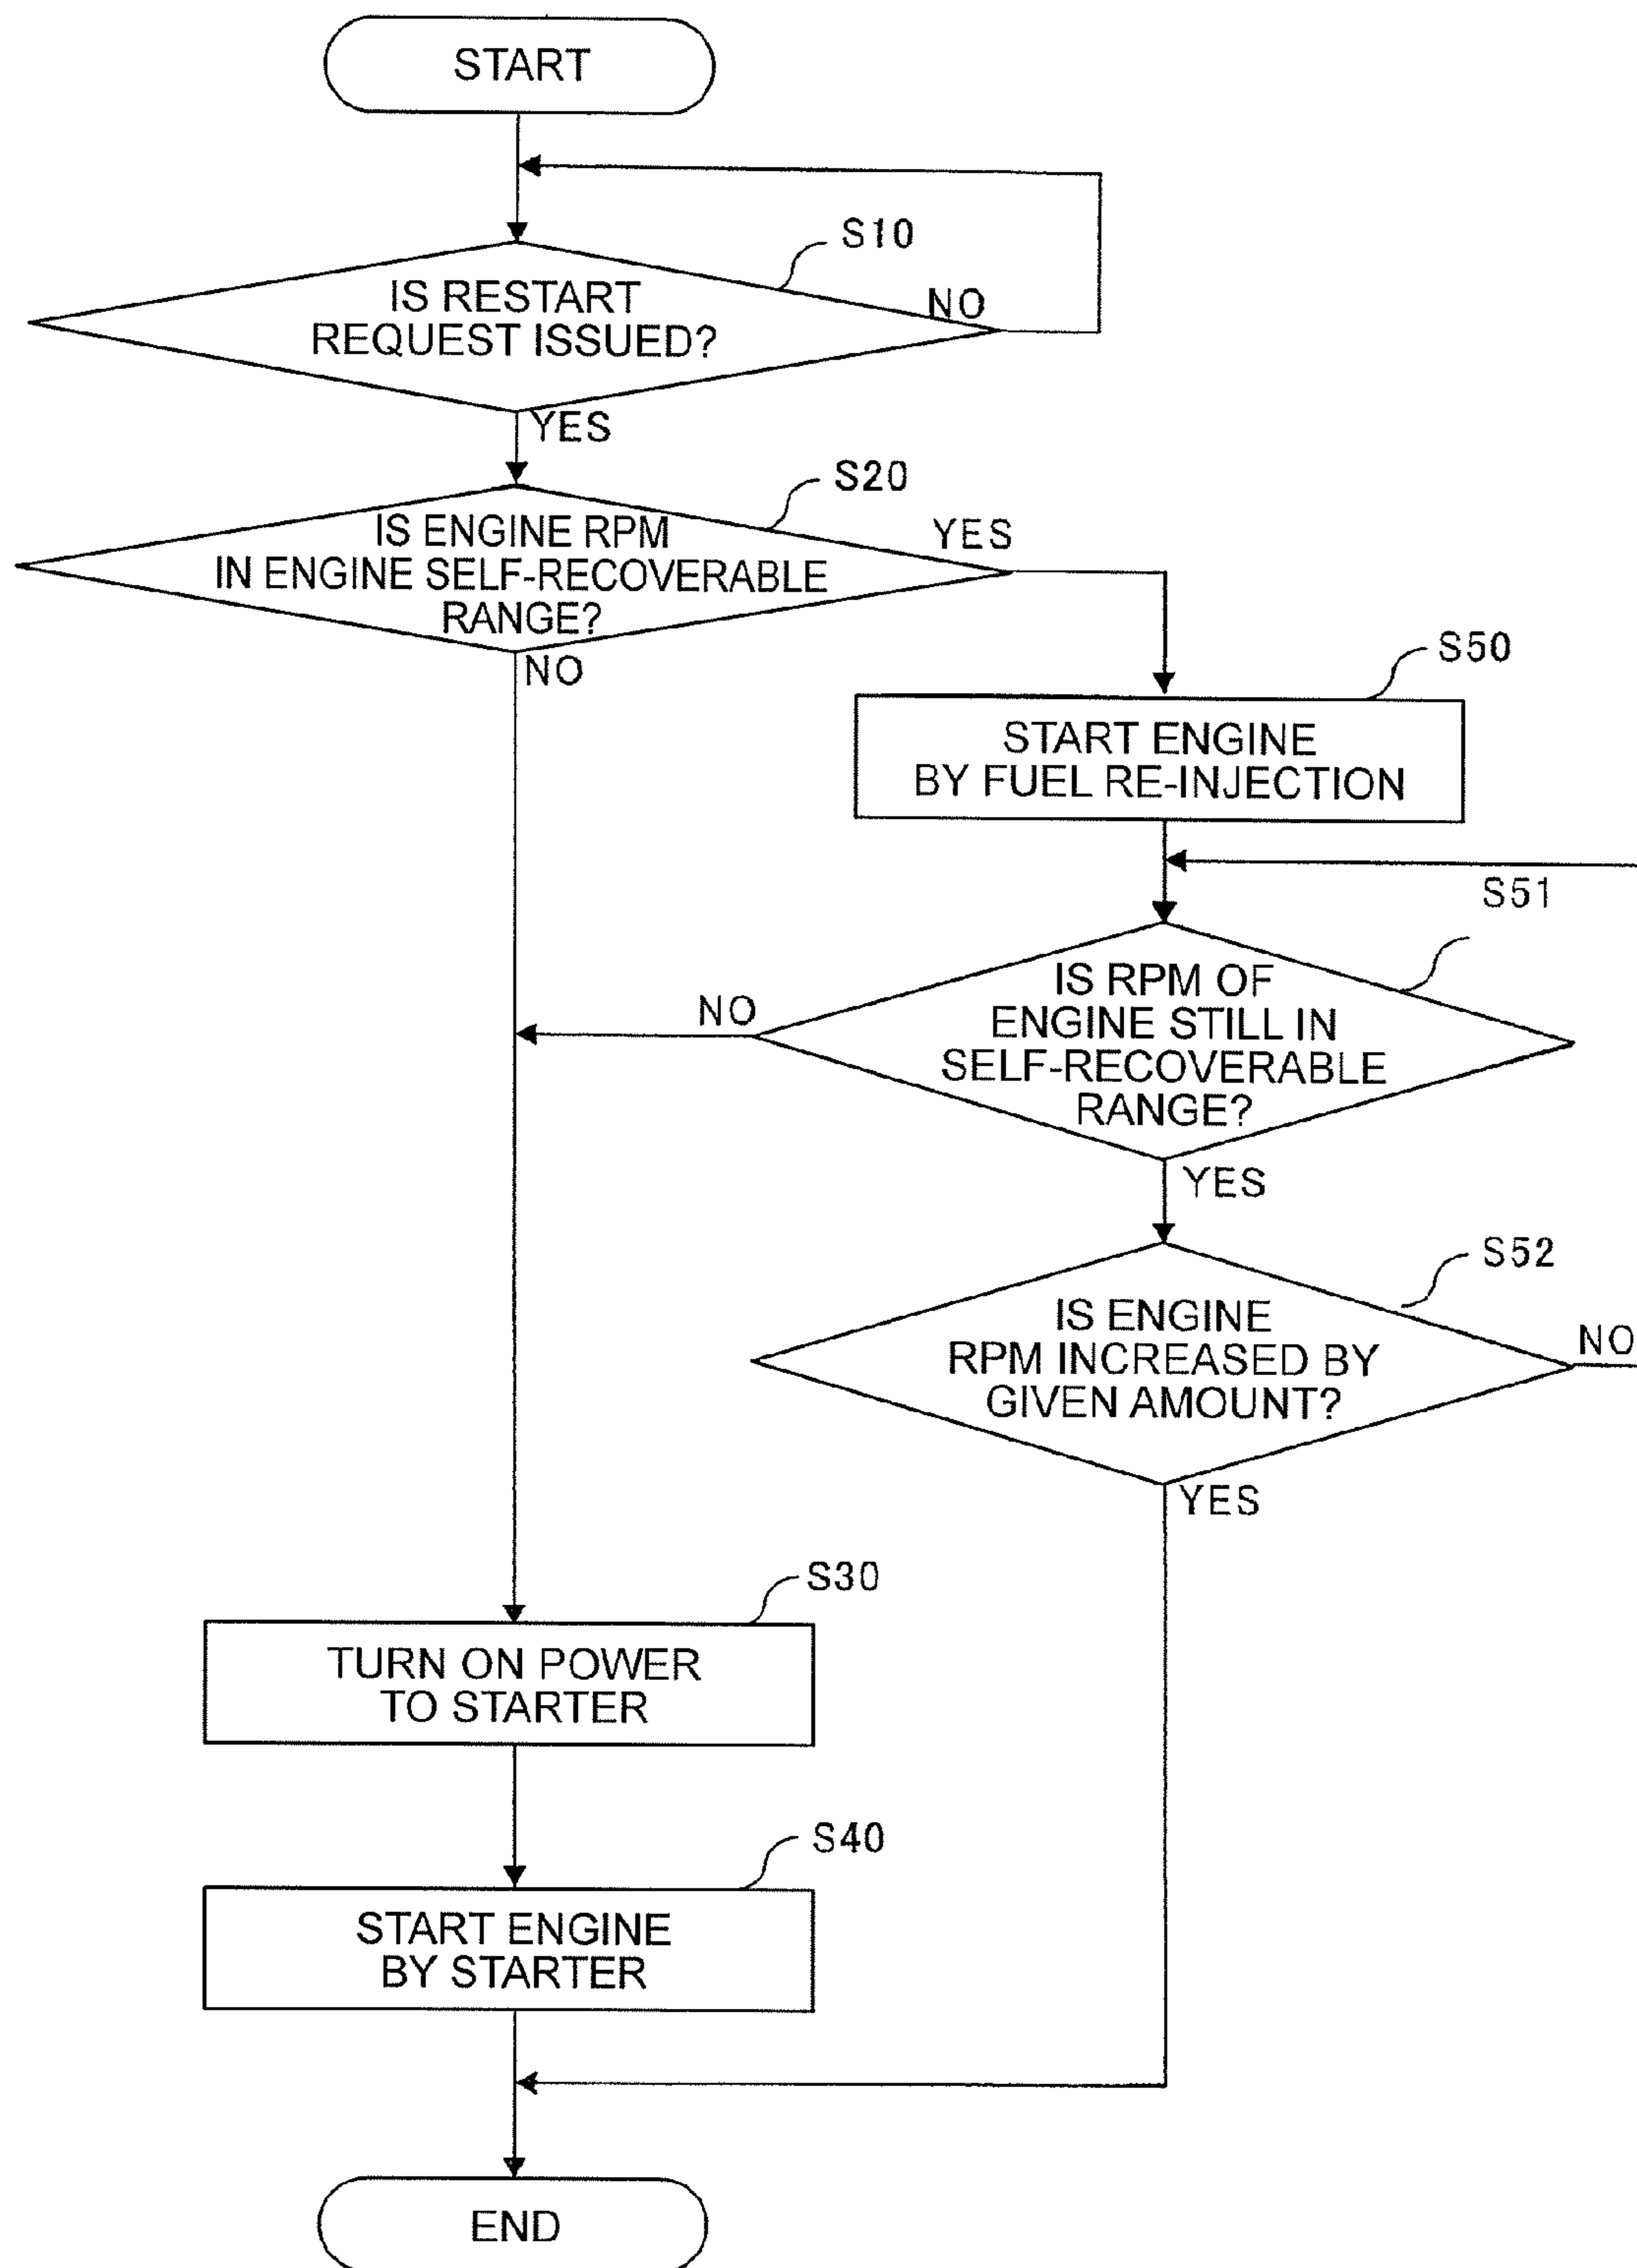 START
S10
IS RESTART
REQUEST ISSUED?
NO
YES
S20
IS ENGINE RPM
IN ENGINE SELF-RECOVERABLE
RANGE?
YES
NO
S50
START ENGINE
BY FUEL RE-INJECTION
S51
IS RPM OF
ENGINE STILL IN
SELF-RECOVERABLE
RANGE?
NO
YES
S52
IS ENGINE
RPM INCREASED BY
GIVEN AMOUNT?
NO
YES
S30
TURN ON POWER
TO STARTER
S40
START ENGINE
BY STARTER
END